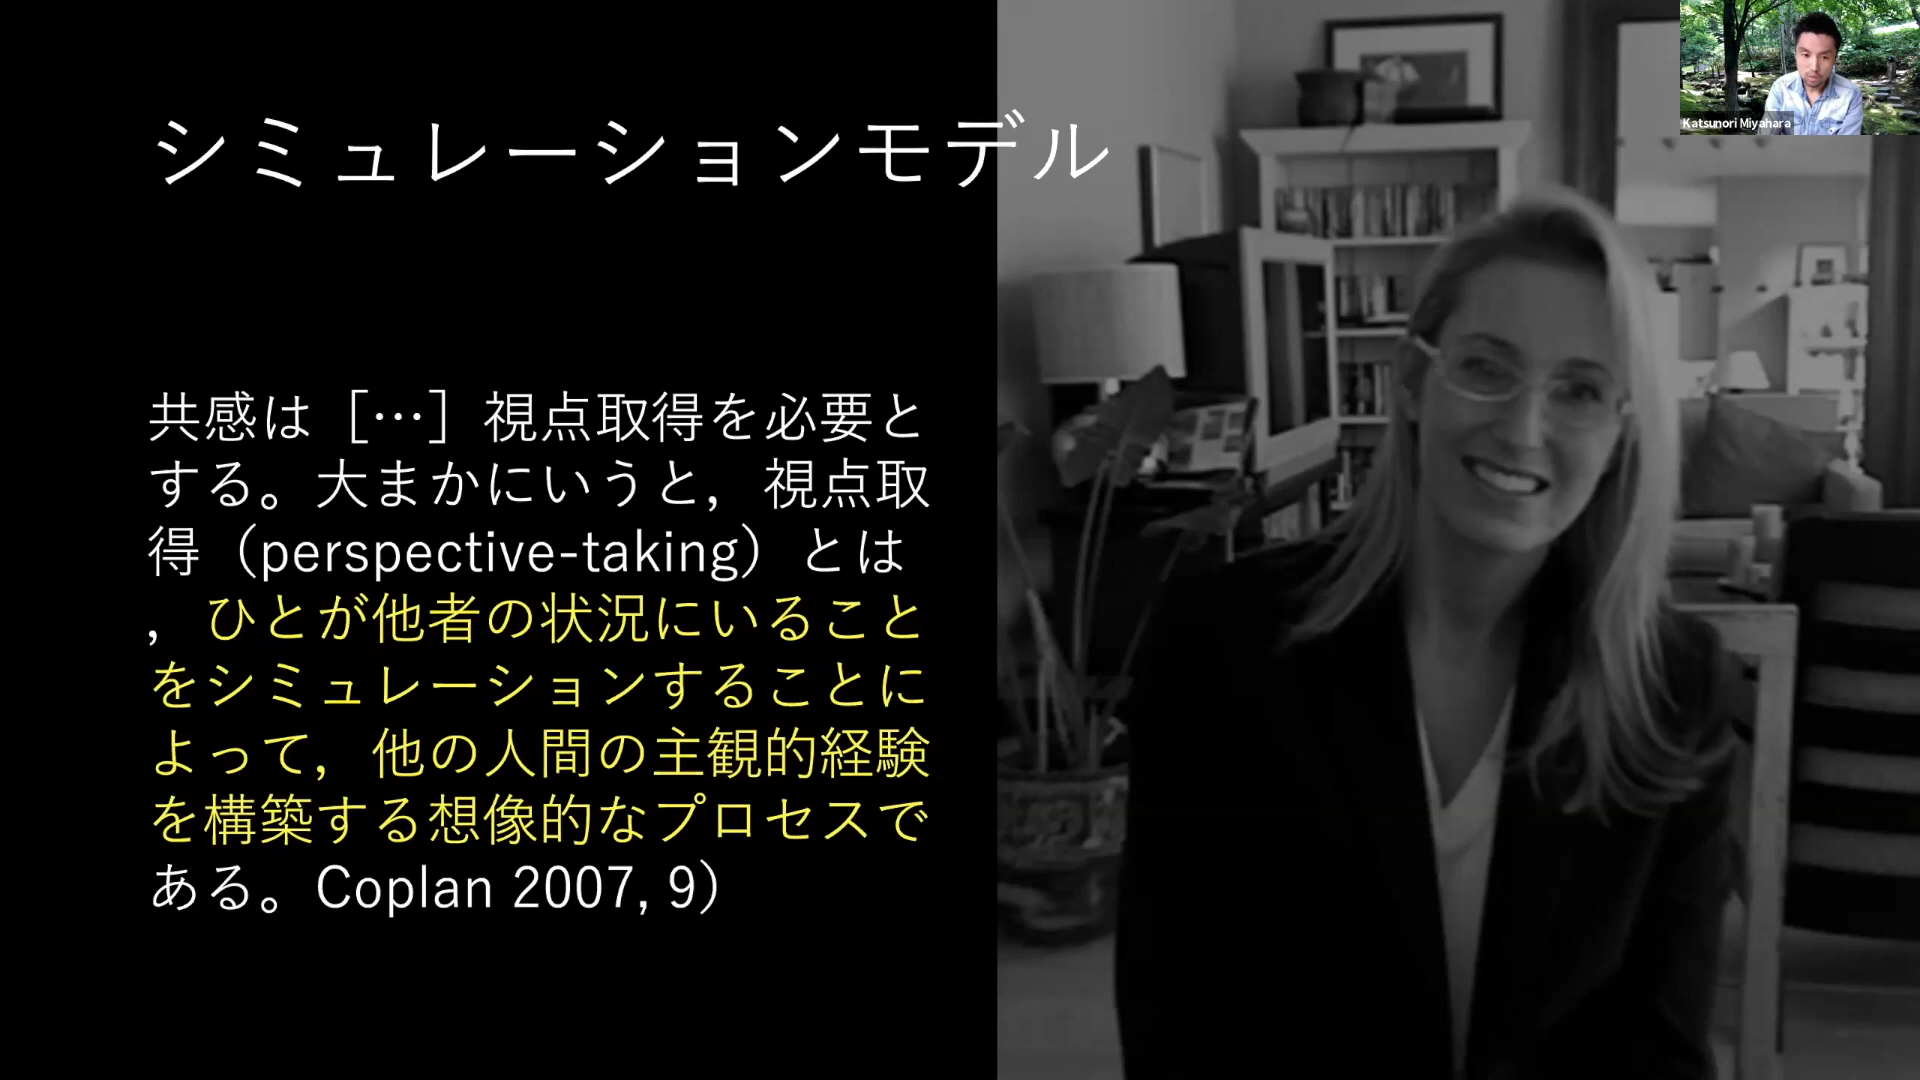 シミュレーションモデル
Katsunori Miyahara
共感は［…］視点取得を必要と
する。大まかにいうと，視点取
得（perspective-taking）とは
，ひとが他者の状況にいること
をシミュレーションすることに
よって，他の人間の主観的経験
を構築する想像的なプロセスで
ある。Coplan 2007, 9）